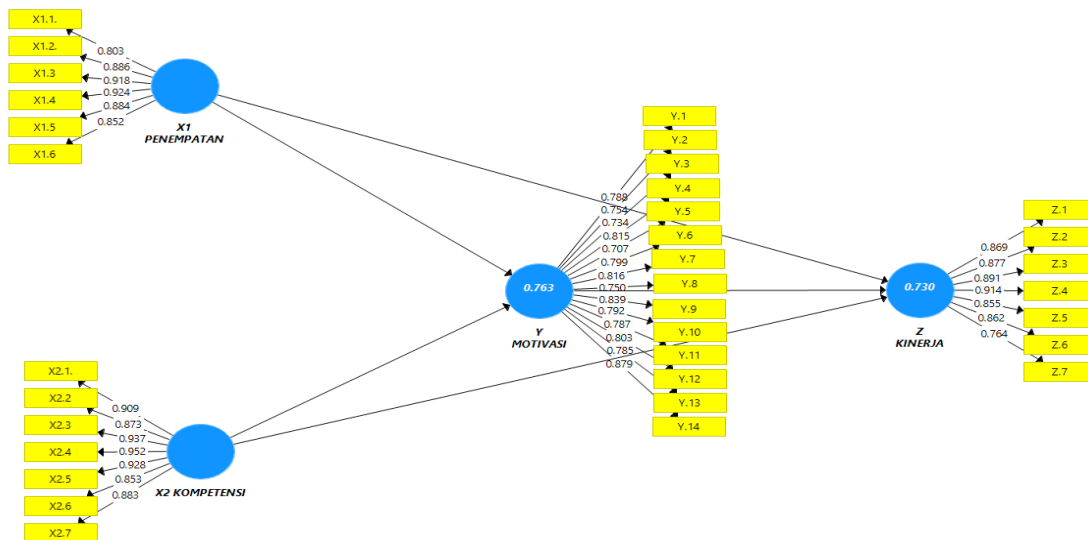 X1.1.
X1.2.
X1.3
X1.4
X1.5
X1.6
0.803
0.886
0.918
0.924
0.884
0.852
X1
PENEMPATAN
X2.1.
X2.2
X2.3
X2.4
X2.5
X2.6
X2.7
0.909
0.873
0.937
0.952
0.928
0.853
0.883
X2 KOMPETENSI
0.763
Y
MOTIVASI
0.788
0.754
0.734
0.815
0.707
0.799
0.816
0.750
0.839
0.792
0.787
0.803
0.785
0.879
Y.1
Y.2
Y.3
Y.4
Y.5
Y.6
Y.7
Y.8
Y.9
Y.10
Y.11
Y.12
Y.13
Y.14
0.730
Z
KINERJA
0.869
0.877
0.891
0.914
0.855
0.862
0.764
Z.1
Z.2
Z.3
Z.4
Z.5
Z.6
Z.7